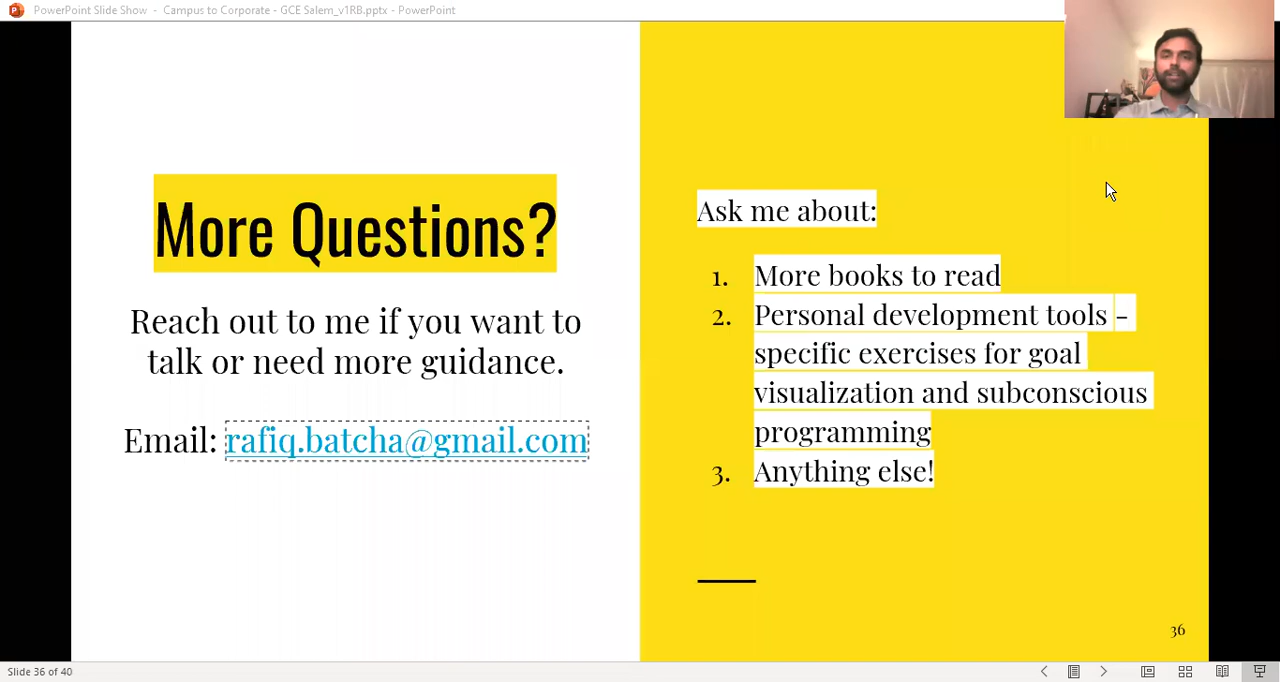 PowerPoint Slide Show - Campus to Corporate - GCE Salem_v1RB.pptx - PowerPoint
More Questions?
Reach out to me if you want to
talk or need more guidance.
Email: rafiq.batcha@gmail.com
Ask me about:
1. More books to read
2. Personal development tools -
specific exercises for goal
visualization and subconscious
programming
3. Anything else!
36
Slide 36 of 40